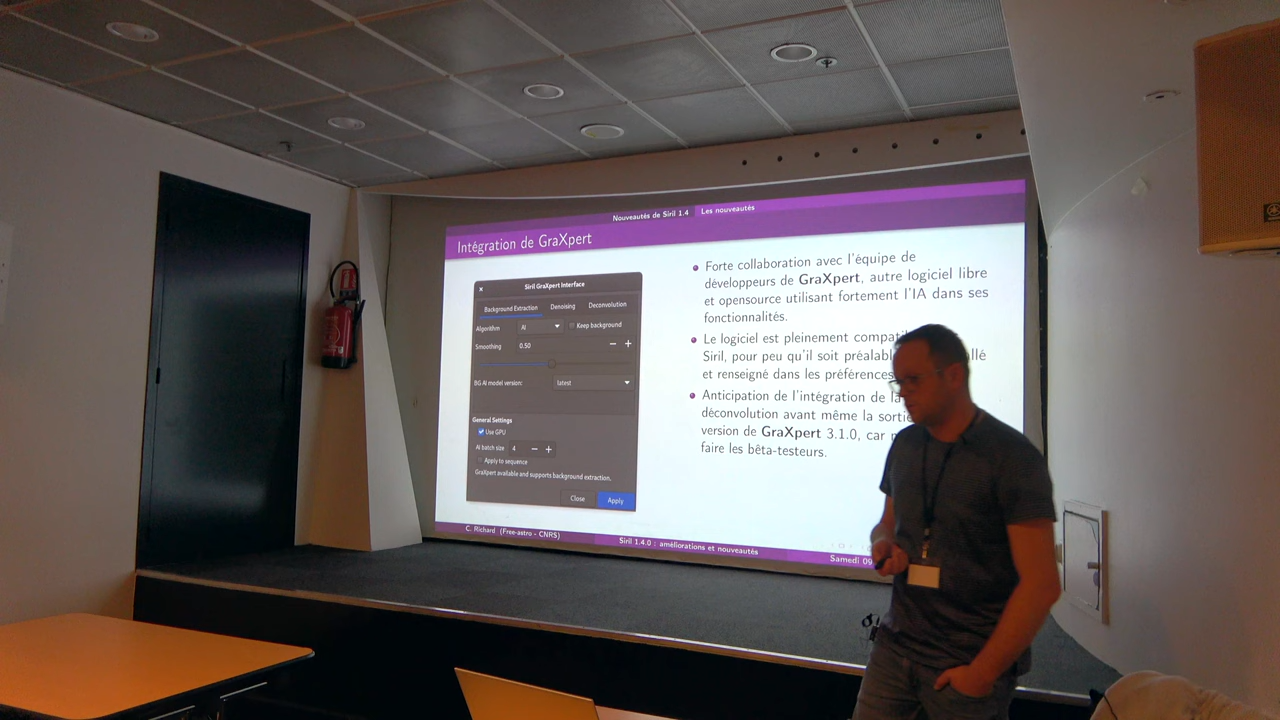 Nouveautés de Siril 1.4 Les nouveautés
Intégration de GraXpert
Siril GraXpert Interface
Background Extraction Denoising Deconvolution
Algorithm AI Keep background
Smoothing 0.50
BG AI model version: latest
General Settings
Use GPU
AI batch size 4
Apply to sequence
GraXpert available and supports background extraction.
Close Apply
Forte collaboration avec l'équipe de
développeurs de GraXpert, autre logiciel libre
et opensource utilisant fortement l'IA dans ses
fonctionnalités.
Le logiciel est pleinement
Siril, pour peu qu'il soit
et renseigné dans les préférences
Anticipation de l'intégration de la
déconvolution avant même la
version de GraXpert 3.1.0, car
faire les bêta-testeurs.
C. Richard (Free-astro - CNRS)
Siril 1.4.0 : améliorations et nouveautés
Samedi 09